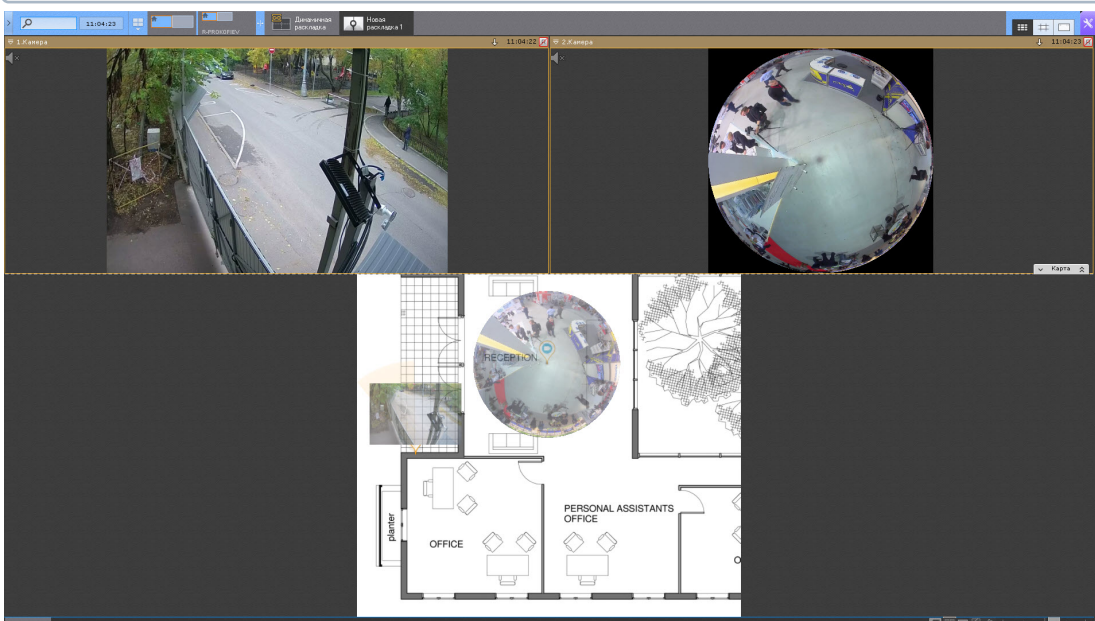 11:04:23
A-PROKOFIEV
Динамичная
раскладка
Новая
раскладка 1
1.Камера
11:04:22
2.Камера
11:04:23
Карта
RECEPTION
PERSONAL ASSISTANTS
OFFICE
planter
OFFICE
O